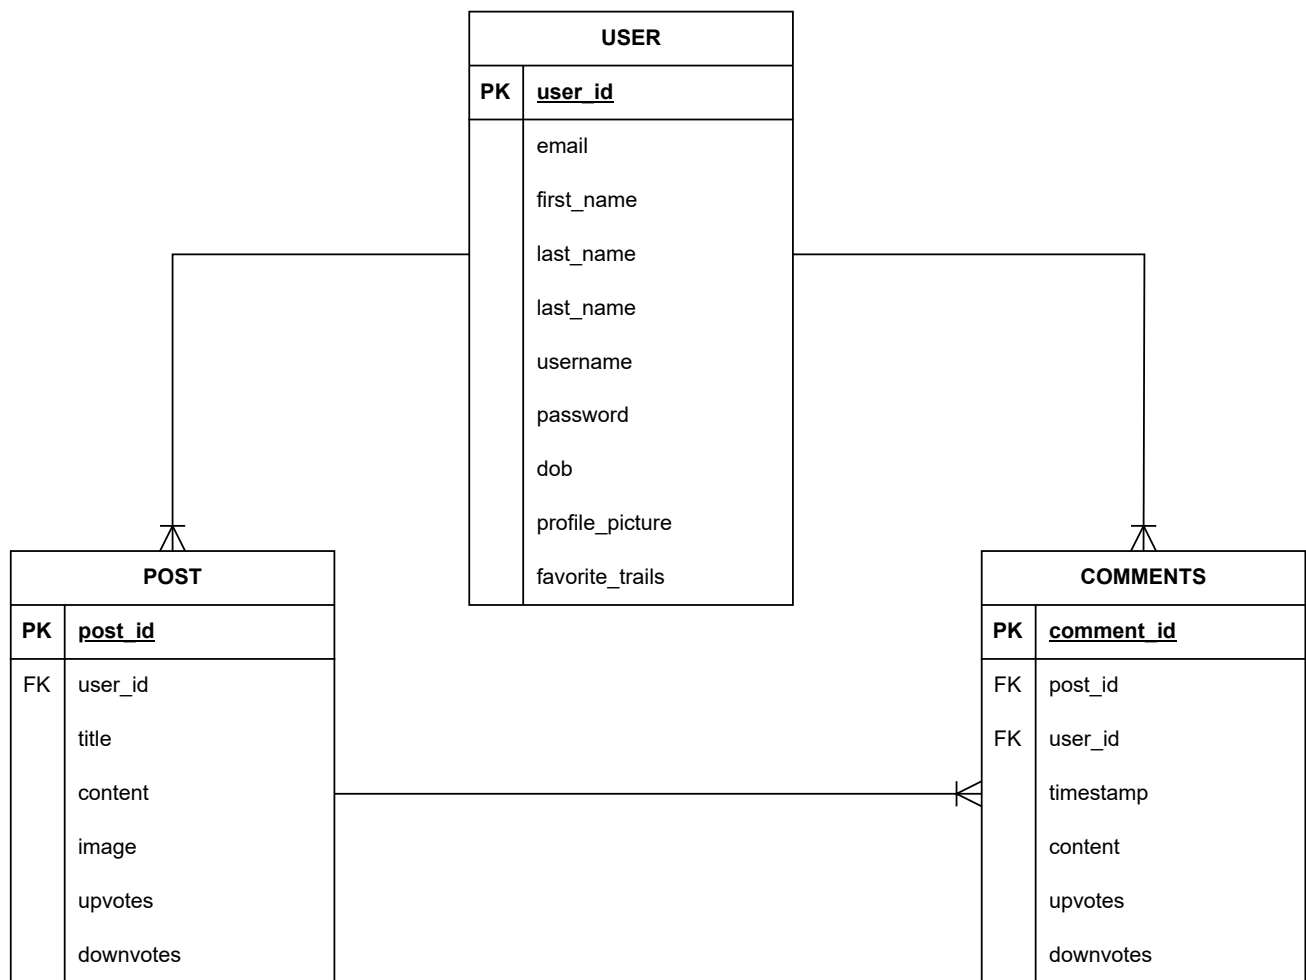 USER
PK user_id
email
first_name
last_name
last_name
username
password
dob
profile_picture
favorite_trails
POST
PK post_id
FK user_id
title
content
image
upvotes
downvotes
COMMENTS
PK comment_id
FK post_id
FK user_id
timestamp
content
upvotes
downvotes